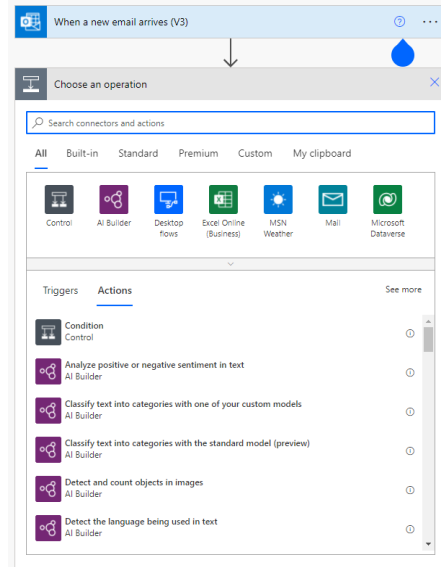 When a new email arrives (V3)
Choose an operation
Search connectors and actions
All Built-in Standard Premium Custom My clipboard
Control AI Builder Desktop flows Excel Online (Business) MSN Weather Mail Microsoft Dataverse
Triggers Actions See more
Condition
Control
Analyze positive or negative sentiment in text
AI Builder
Classify text into categories with one of your custom models
AI Builder
Classify text into categories with the standard model (preview)
AI Builder
Detect and count objects in images
AI Builder
Detect the language being used in text
AI Builder